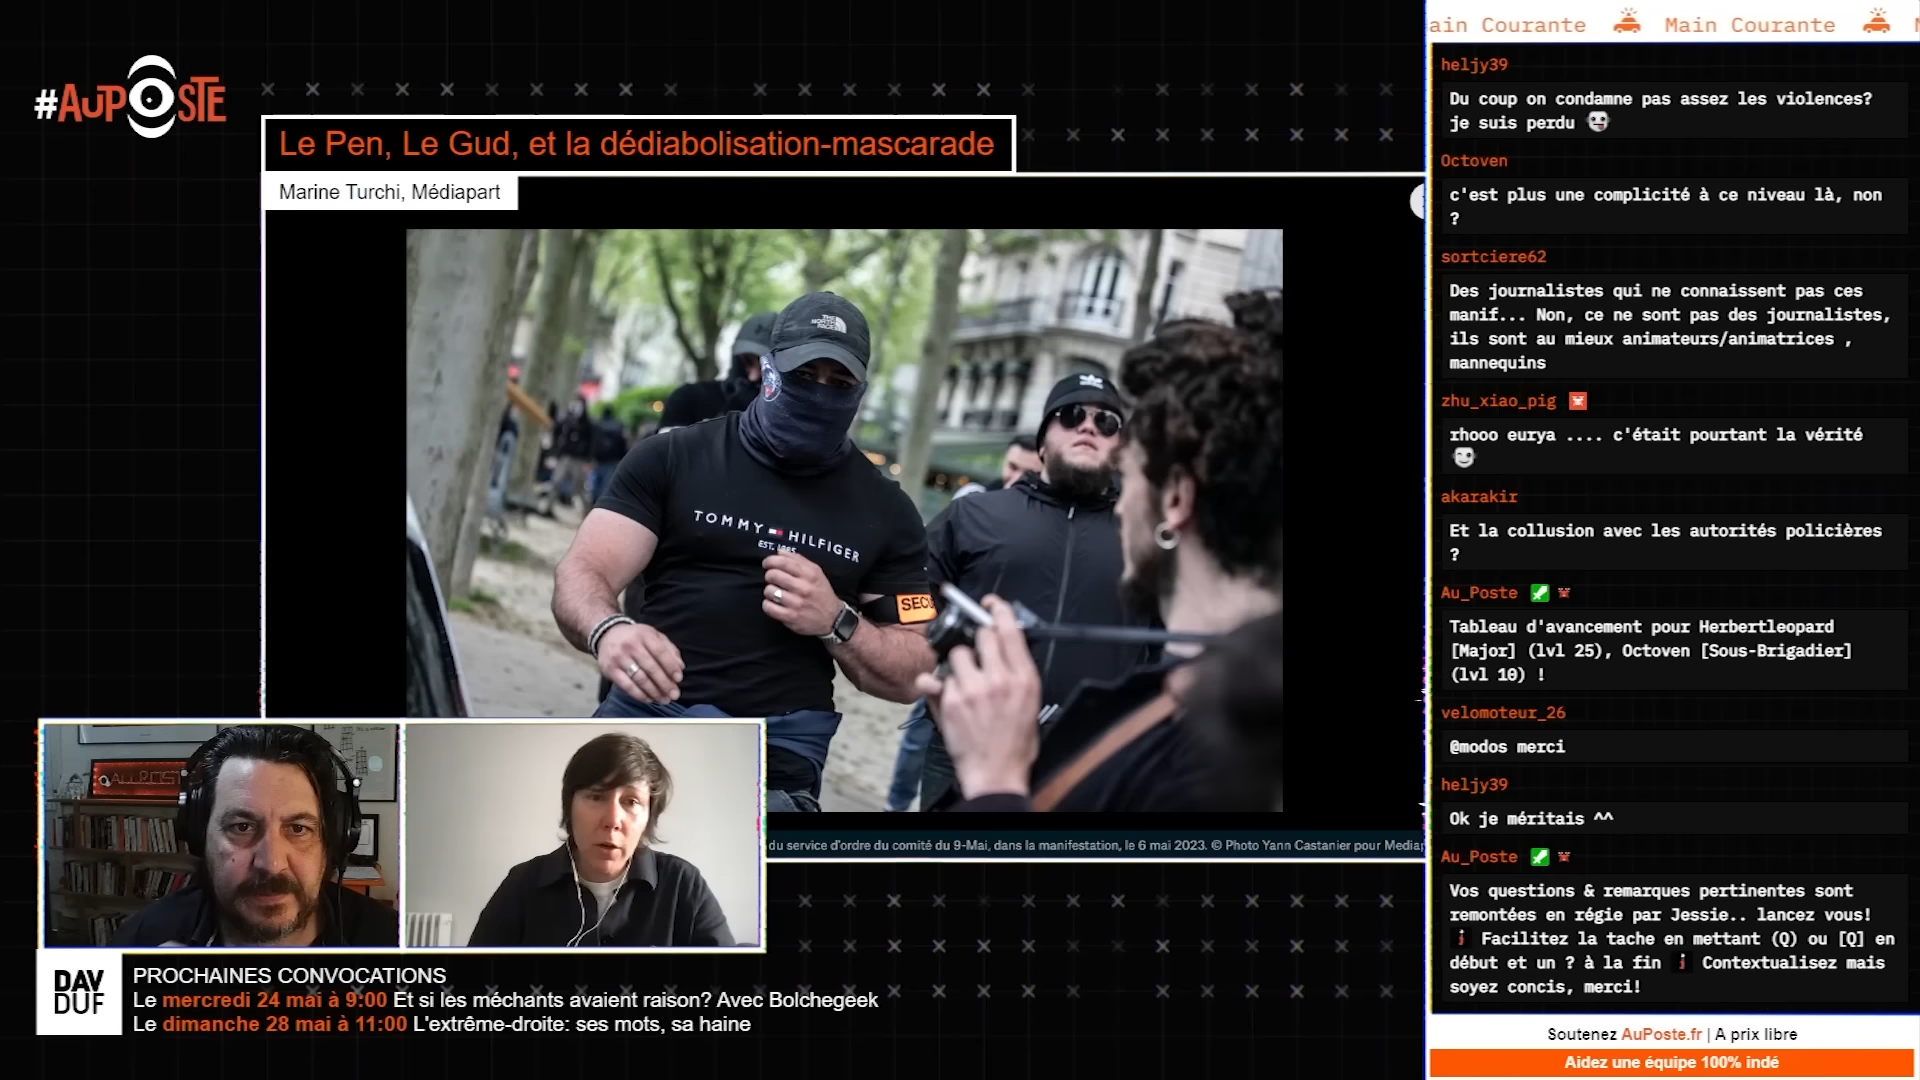 #AUPOSTE
Le Pen, Le Gud, et la dédiabolisation-mascarade
Marine Turchi, Médiapart
THE NORTH FACE
TOMMY HILFIGER
EST. 1985
SECU
AU POSTE
du service d'ordre du comité du 9-Mai, dans la manifestation, le 6 mai 2023. © Photo Yann Castanier pour Media
DAV
DUF
PROCHAINES CONVOCATIONS
Le mercredi 24 mai à 9:00 Et si les méchants avaient raison? Avec Bolchegeek
Le dimanche 28 mai à 11:00 L'extrême-droite: ses mots, sa haine
ain Courante Main Courante
heljy39
Du coup on condamne pas assez les violences?
je suis perdu
Octoven
c'est plus une complicité à ce niveau là, non
?
sortciere62
Des journalistes qui ne connaissent pas ces
manif... Non, ce ne sont pas des journalistes,
ils sont au mieux animateurs/animatrices ,
mannequins
zhu_xiao_pig
rhooo eurya .... c'était pourtant la vérité
akarakir
Et la collusion avec les autorités policières
?
Au_Poste
Tableau d'avancement pour Herbertleopard
[Major] (lvl 25), Octoven [Sous-Brigadier]
(lvl 10) !
velomoteur_26
@modos merci
heljy39
Ok je méritais ^^
Au_Poste
Vos questions & remarques pertinentes sont
remontées en régie par Jessie.. lancez vous!
Facilitez la tache en mettant (Q) ou [Q] en
début et un ? à la fin Contextualisez mais
soyez concis, merci!
Soutenez AuPoste.fr | A prix libre
Aidez une équipe 100% indé